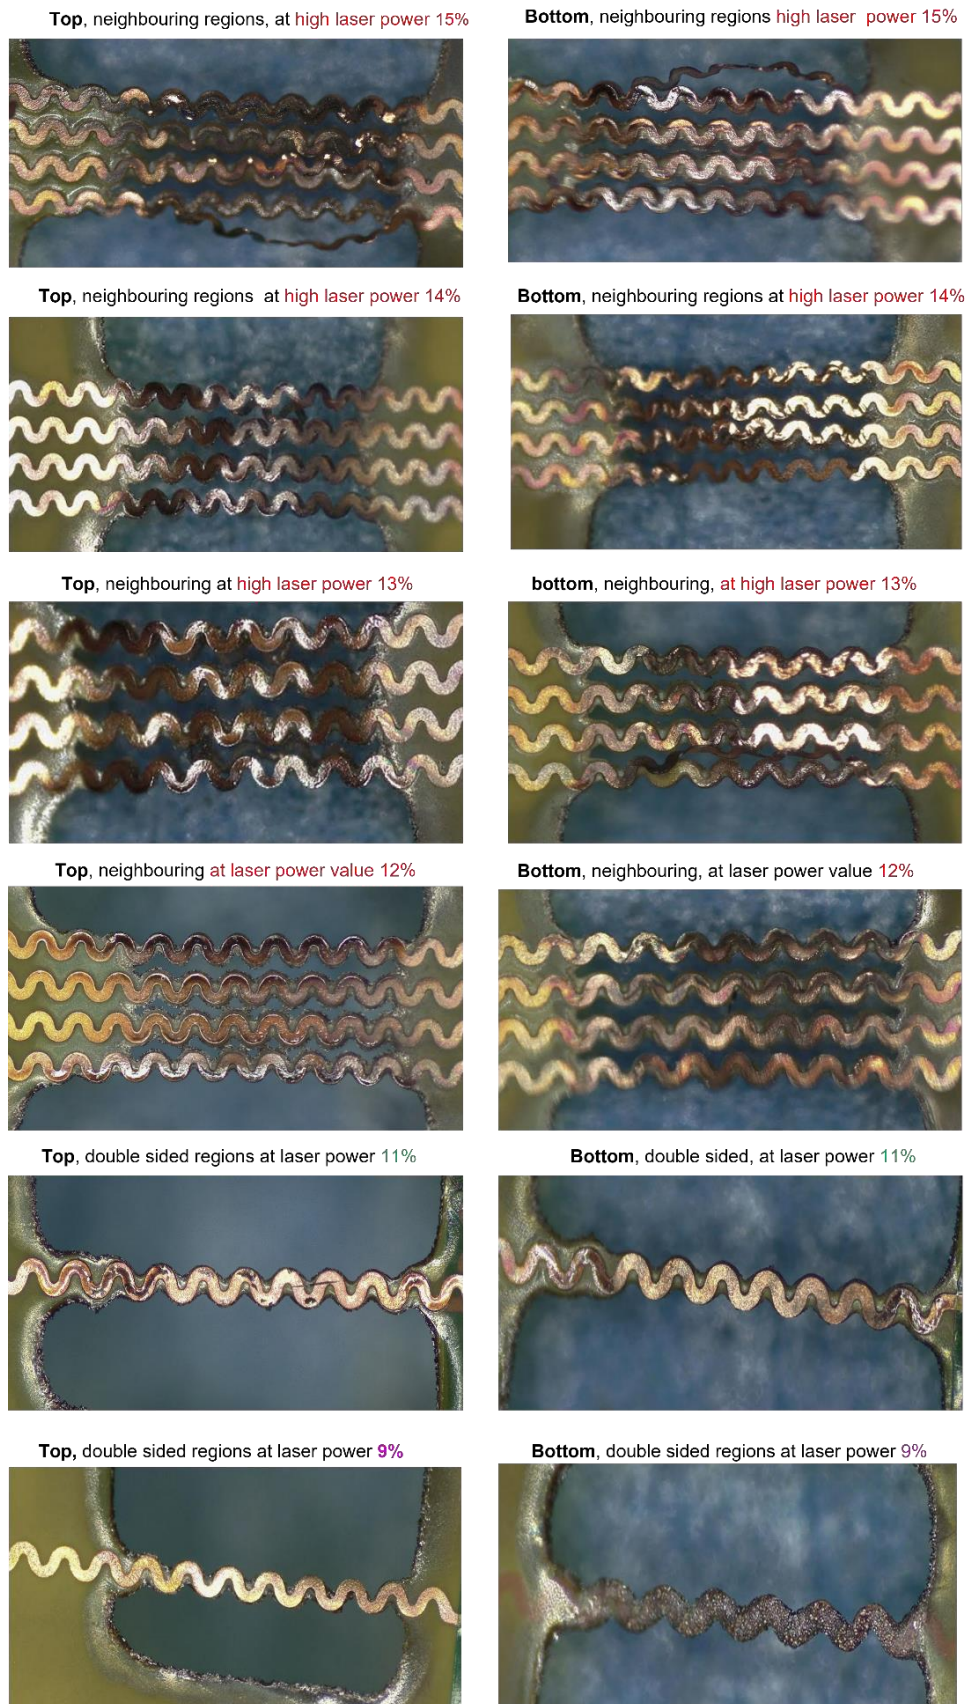 Top, neighbouring regions, at high laser power 15%
Bottom, neighbouring regions high laser power 15%
Top, neighbouring regions at high laser power 14%
Bottom, neighbouring regions at high laser power 14%
Top, neighbouring at high laser power 13%
bottom, neighbouring, at high laser power 13%
Top, neighbouring at laser power value 12%
Bottom, neighbouring, at laser power value 12%
Top, double sided regions at laser power 11%
Bottom, double sided, at laser power 11%
Top, double sided regions at laser power 9%
Bottom, double sided regions at laser power 9%